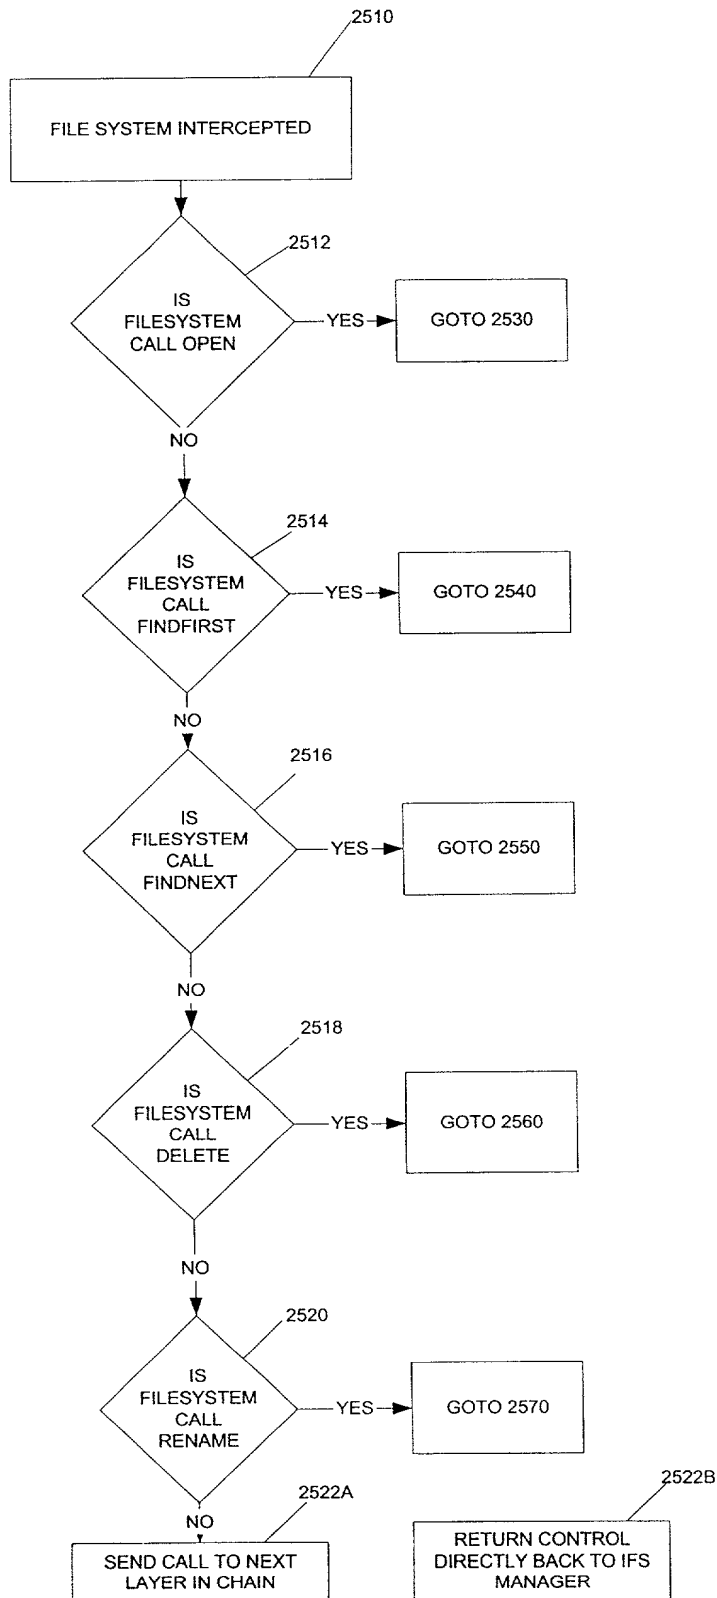 2510
FILE SYSTEM INTERCEPTED
2512
IS
FILESYSTEM
CALL OPEN
YES
GOTO 2530
NO
2514
IS
FILESYSTEM
CALL
FINDFIRST
YES
GOTO 2540
NO
2516
IS
FILESYSTEM
CALL
FINDNEXT
YES
GOTO 2550
NO
2518
IS
FILESYSTEM
CALL
DELETE
YES
GOTO 2560
NO
2520
IS
FILESYSTEM
CALL
RENAME
YES
GOTO 2570
NO
2522A
SEND CALL TO NEXT
LAYER IN CHAIN
2522B
RETURN CONTROL
DIRECTLY BACK TO IFS
MANAGER